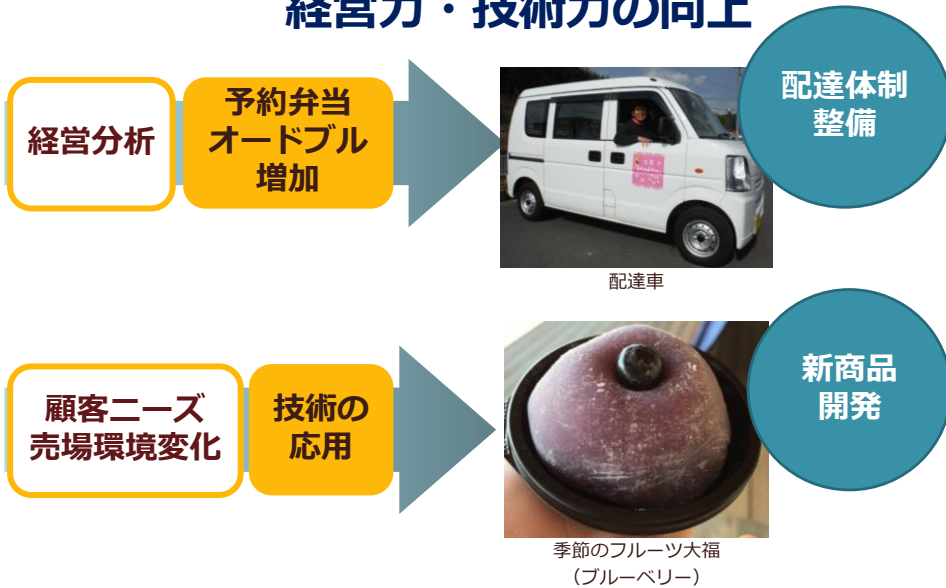 経営力・技術力の向上
経営分析
予約弁当
オードブル
増加
配達体制
整備
配達車
顧客ニーズ
売場環境変化
技術の
応用
新商品
開発
季節のフルーツ大福
（ブルーベリー）